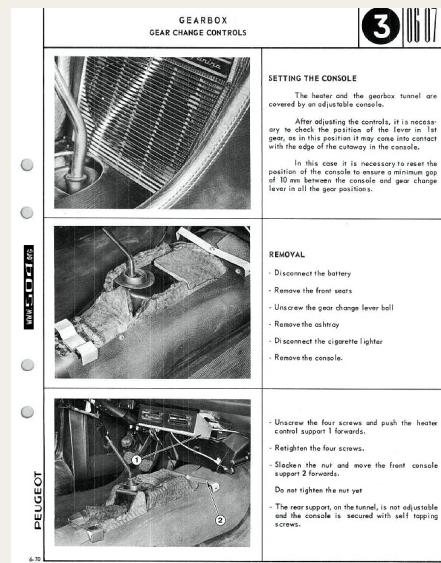 GEARBOX
GEAR CHANGE CONTROLS
3
06 07
SETTING THE CONSOLE
The heater and the gearbox tunnel are
covered by an adjustable console.
After adjusting the controls, it is necess-
ary to check the position of the lever in 1st
gear, as in this position it may come into contact
with the edge of the cutaway in the console.
In this case it is necessary to reset the
position of the console to ensure a minimum gap
of 10 mm between the console and gear change
lever in all the gear positions.
REMOVAL
- Disconnect the battery
- Remove the front seats
- Unscrew the gear change lever ball
- Remove the ashtray
- Disconnect the cigarette lighter
- Remove the console.
www.504.org
- Unscrew the four screws and push the heater
control support 1 forwards.
- Retighten the four screws.
- Slacken the nut and move the front console
support 2 forwards.
Do not tighten the nut yet
- The rear support, on the tunnel, is not adjustable
and the console is secured with self tapping
screws.
1
2
PEUGEOT
6-70